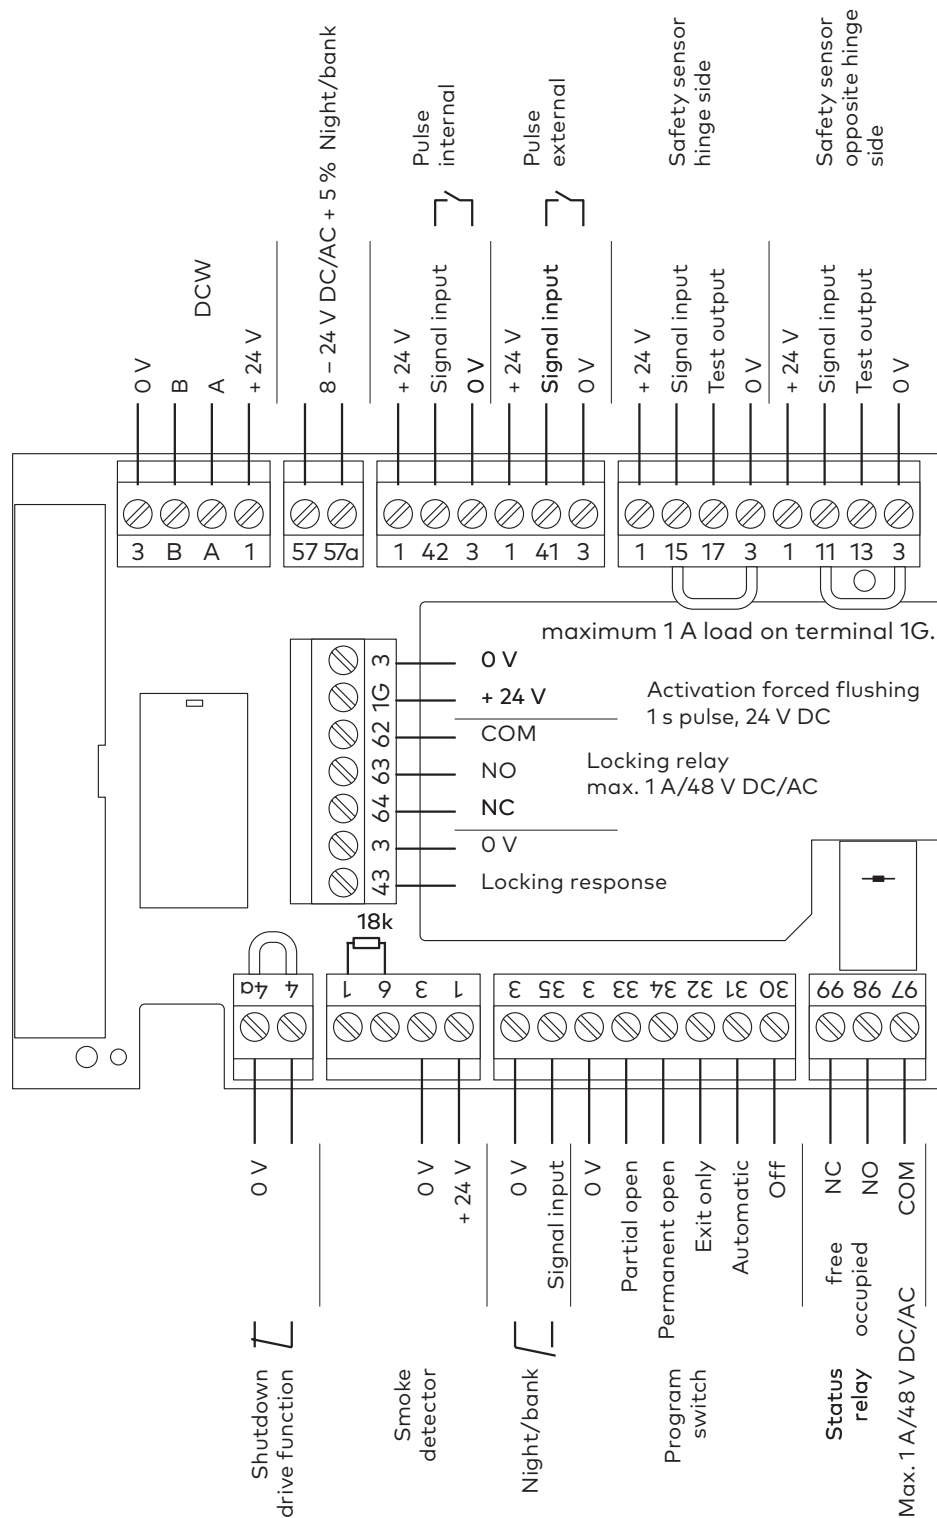 0 V
B
A
+ 24 V
DCW
8 – 24 V DC/AC + 5 % Night/bank
+ 24 V
Signal input
0 V
Pulse
internal
+ 24 V
Signal input
0 V
Pulse
external
+ 24 V
Signal input
Test output
0 V
Safety sensor
hinge side
+ 24 V
Signal input
Test output
0 V
Safety sensor
opposite hinge
side
3 B A 1
57 57a
1 42 3 1 41 3
1 15 17 3 1 11 13 3
maximum 1 A load on terminal 1G.
3 0 V
1G + 24 V
Activation forced flushing
1 s pulse, 24 V DC
62 COM
63 NO
64 NC
Locking relay
max. 1 A/48 V DC/AC
3 0 V
43 Locking response
18k
4a 4
1 6 3 1
3 35 3 33 34 32 31 30
99 98 97
0 V
Shutdown
drive function
0 V
+ 24 V
Smoke
detector
0 V
Signal input
Night/bank
0 V
Partial open
Permanent open
Exit only
Automatic
Off
Program
switch
NC free
NO occupied
COM
Status
relay
Max. 1 A/48 V DC/AC